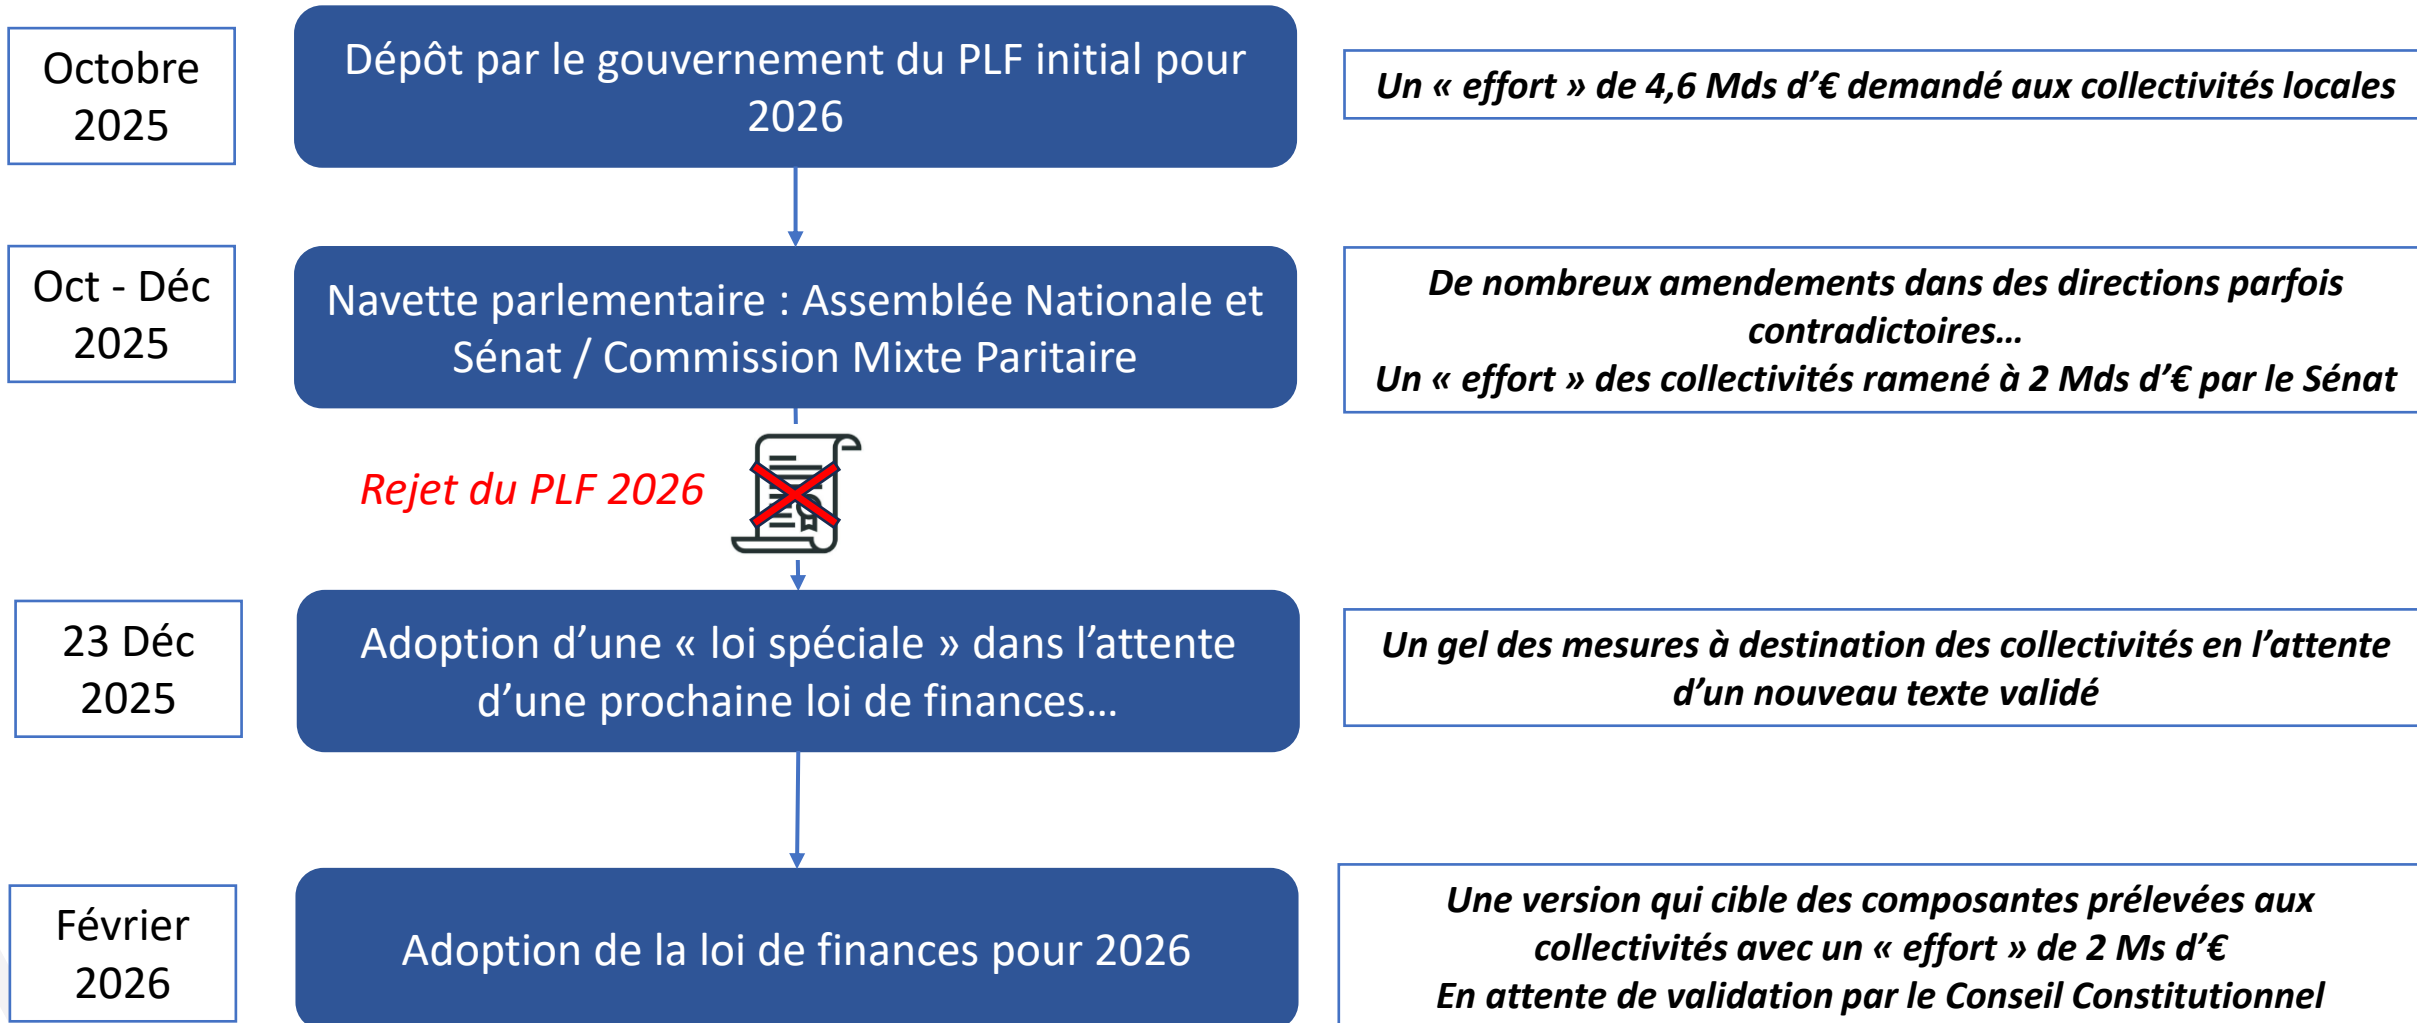 Octobre
2025
Dépôt par le gouvernement du PLF initial pour
2026
Un « effort » de 4,6 Mds d’€ demandé aux collectivités locales
Oct - Déc
2025
Navette parlementaire : Assemblée Nationale et
Sénat / Commission Mixte Paritaire
De nombreux amendements dans des directions parfois
contradictoires…
Un « effort » des collectivités ramené à 2 Mds d’€ par le Sénat
Rejet du PLF 2026
23 Déc
2025
Adoption d’une « loi spéciale » dans l’attente
d’une prochaine loi de finances…
Un gel des mesures à destination des collectivités en l’attente
d’un nouveau texte validé
Février
2026
Adoption de la loi de finances pour 2026
Une version qui cible des composantes prélevées aux
collectivités avec un « effort » de 2 Ms d’€
En attente de validation par le Conseil Constitutionnel